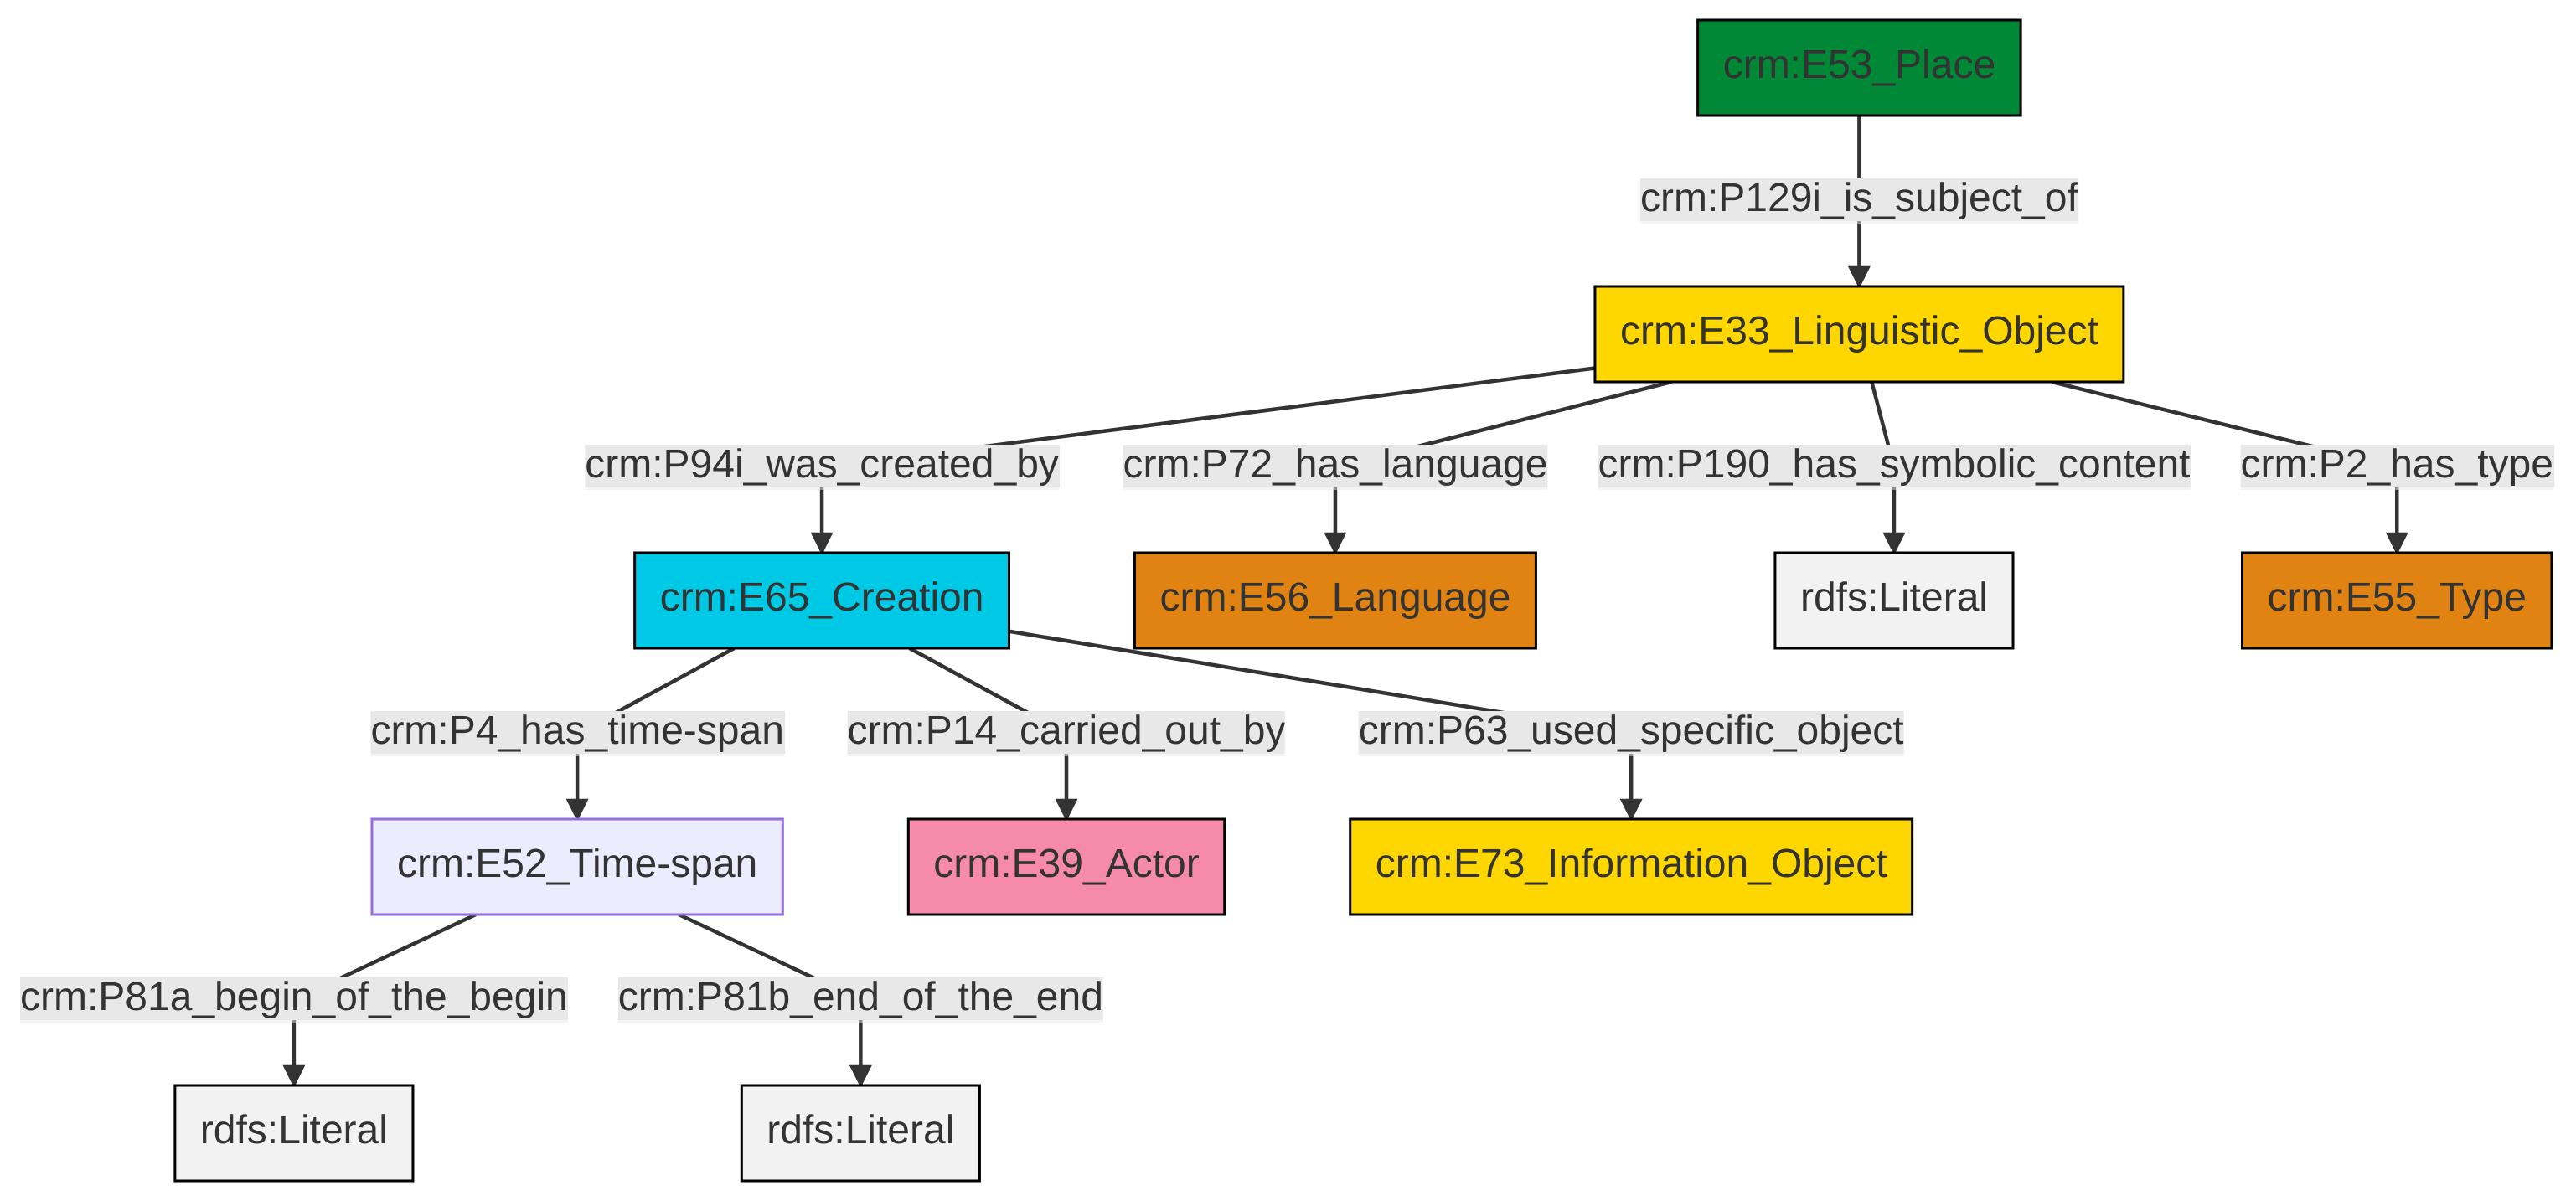 crm:E53_Place
crm:P129i_is_subject_of
crm:E33_Linguistic_Object
crm:P94i_was_created_by
crm:P72_has_language
crm:P190_has_symbolic_content
crm:P2_has_type
crm:E65_Creation
crm:E56_Language
rdfs:Literal
crm:E55_Type
crm:P4_has_time-span
crm:P14_carried_out_by
crm:P63_used_specific_object
crm:E52_Time-span
crm:E39_Actor
crm:E73_Information_Object
crm:P81a_begin_of_the_begin
crm:P81b_end_of_the_end
rdfs:Literal
rdfs:Literal